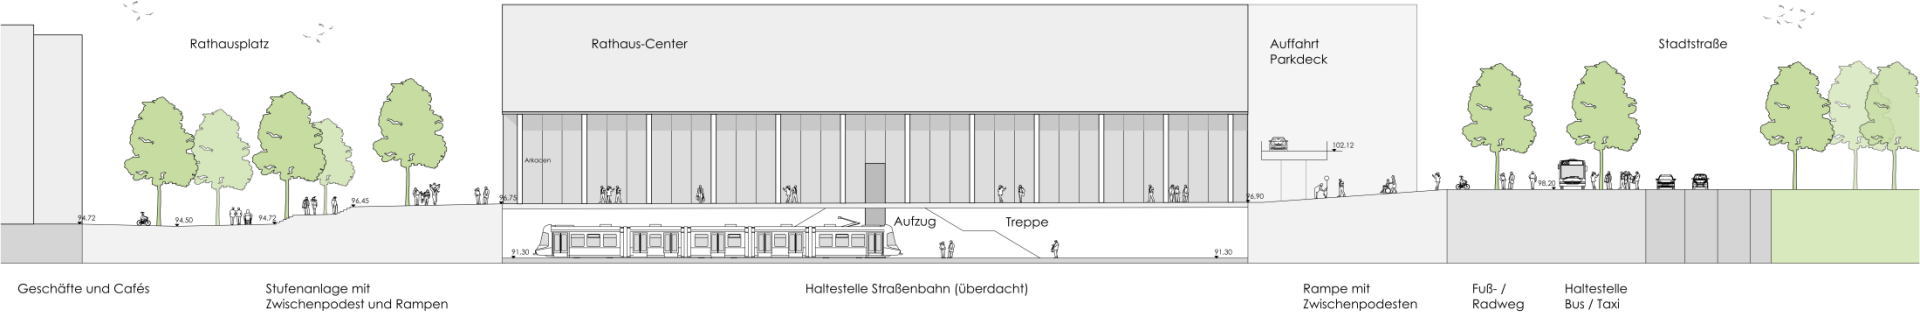 Rathausplatz
Rathaus-Center
Auffahrt
Parkdeck
Stadtstraße
102,12
Arkaden
94,72
94,50
94,72
96,45
96,75
96,90
98,20
Aufzug
Treppe
91,30
91,30
Geschäfte und Cafés
Stufenanlage mit
Zwischenpodest und Rampen
Haltestelle Straßenbahn (überdacht)
Rampe mit
Zwischenpodesten
Fuß- /
Radweg
Haltestelle
Bus / Taxi